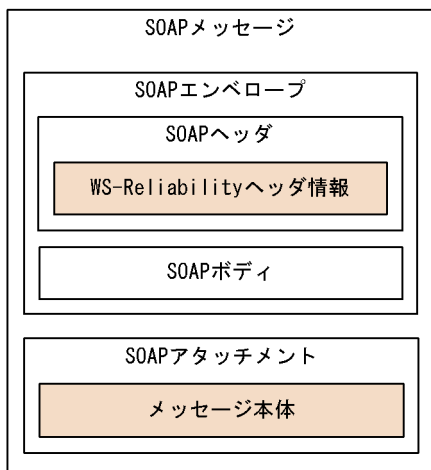 SOAPメッセージ
SOAPエンベロープ
SOAPヘッダ
WS-Reliabilityヘッダ情報
SOAPボディ
SOAPアタッチメント
メッセージ本体